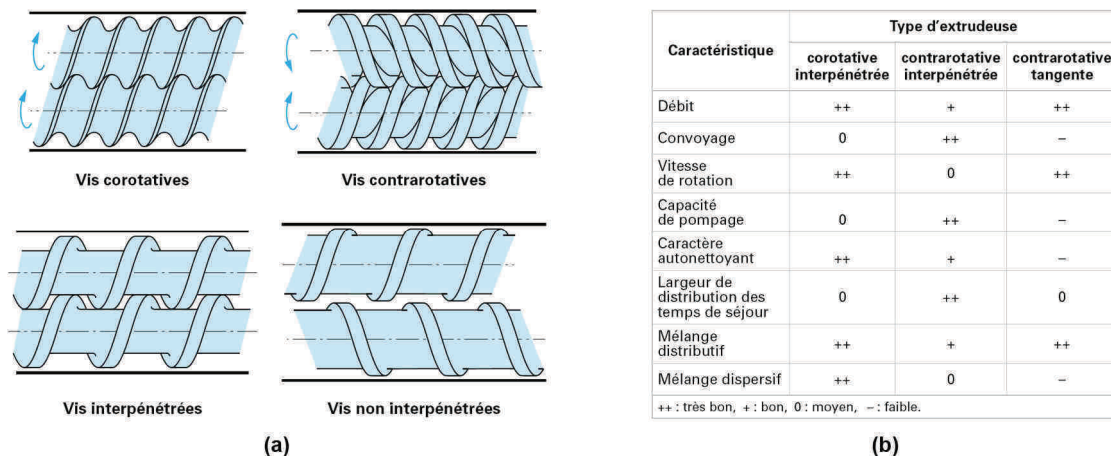 Vis corotatives
Vis contrarotatives
Vis interpénétrées
Vis non interpénétrées
(a)
Caractéristique
Type d'extrudeuse
corotative
interpénétrée
contrarotative
interpénétrée
contrarotative
tangente
Débit ++ + ++
Convoyage 0 ++ –
Vitesse
de rotation ++ 0 ++
Capacité
de pompage 0 ++ –
Caractère
autonettoyant ++ + –
Largeur de
distribution des
temps de séjour 0 ++ 0
Mélange
distributif ++ + ++
Mélange dispersif ++ 0 –
++ : très bon, + : bon, 0 : moyen, – : faible.
(b)